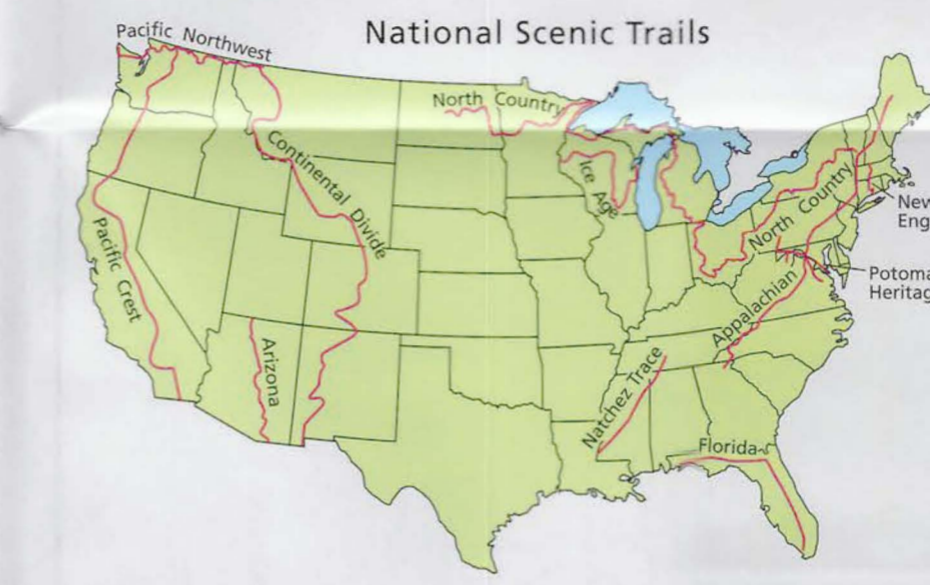 National Scenic Trails
Pacific Northwest
North Country
Continental Divide
Ice Age
North Country
New
Eng
Pacific Crest
Potoma
Heritag
Appalachian
Arizona
Natchez Trace
Florida